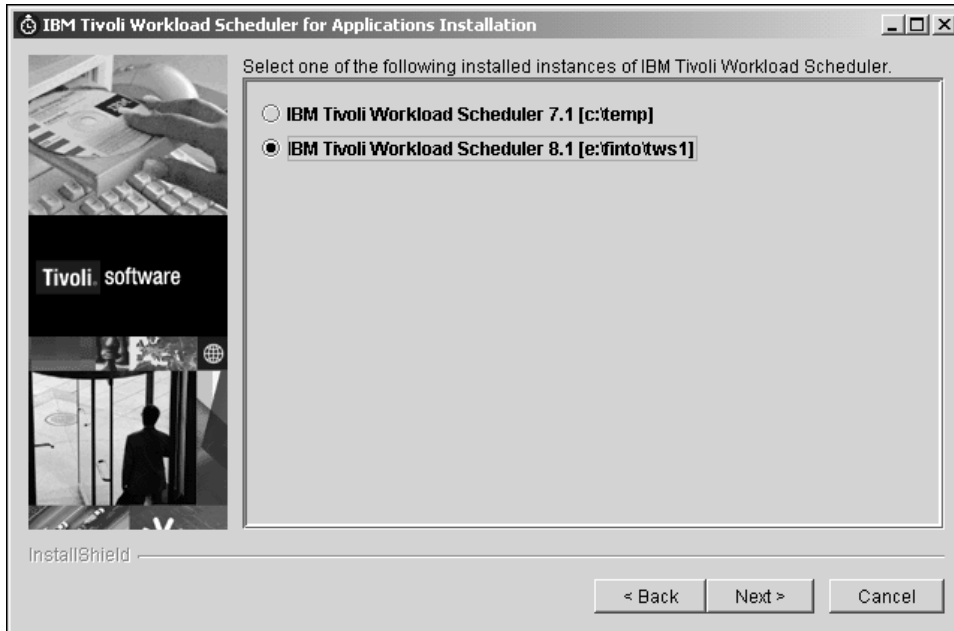 IBM Tivoli Workload Scheduler for Applications Installation
Select one of the following installed instances of IBM Tivoli Workload Scheduler.
IBM Tivoli Workload Scheduler 7.1 [c:\temp]
IBM Tivoli Workload Scheduler 8.1 [e:\finto\tws1]
Tivoli. software
InstallShield
< Back
Next >
Cancel